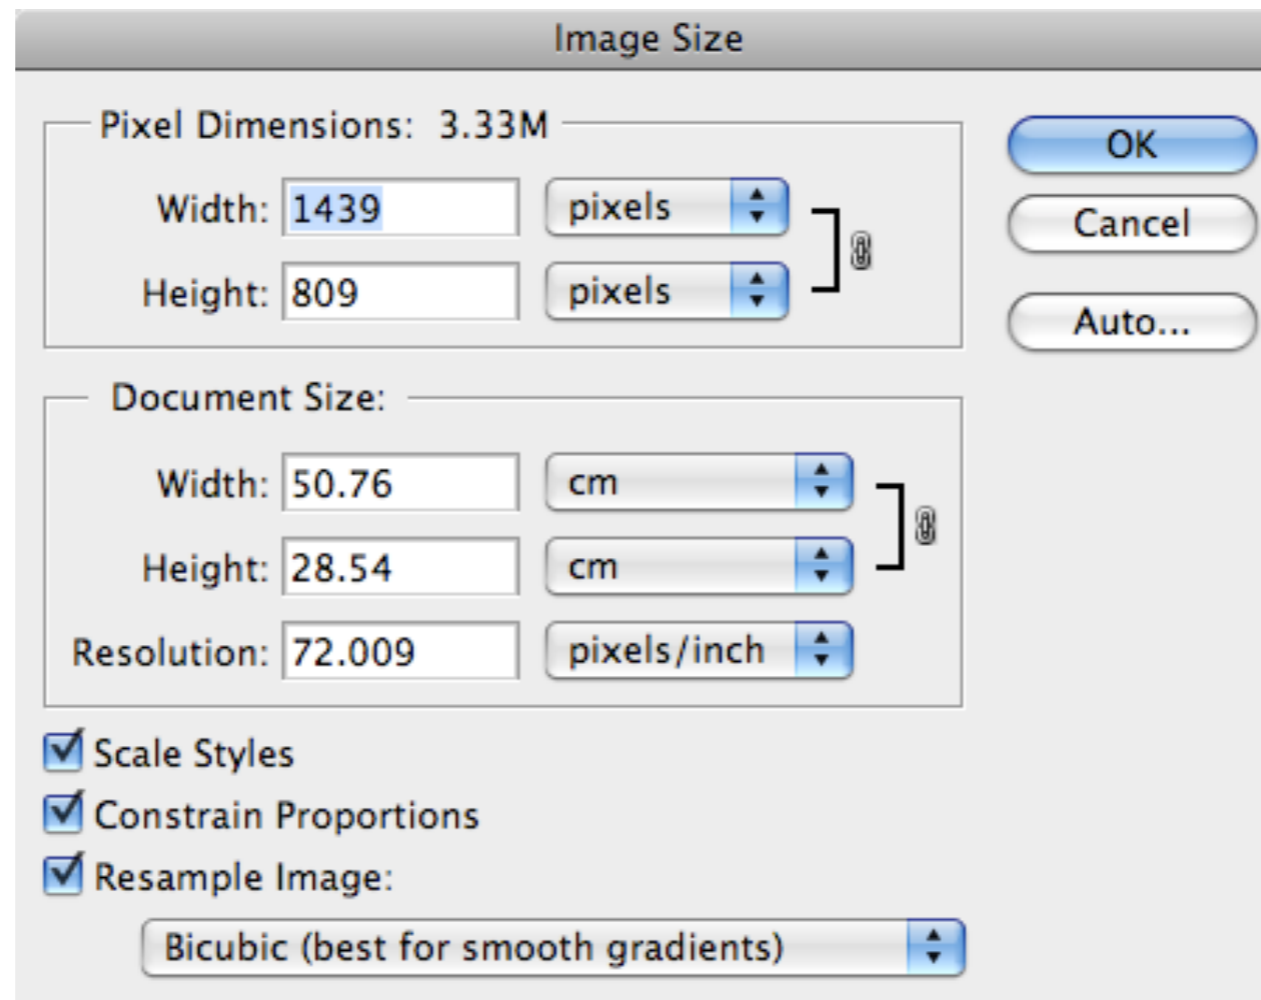 Image Size
Pixel Dimensions: 3.33M
OK
Width: 1439 pixels
Cancel
Height: 809 pixels
Auto...
Document Size:
Width: 50.76 cm
Height: 28.54 cm
Resolution: 72.009 pixels/inch
Scale Styles
Constrain Proportions
Resample Image:
Bicubic (best for smooth gradients)